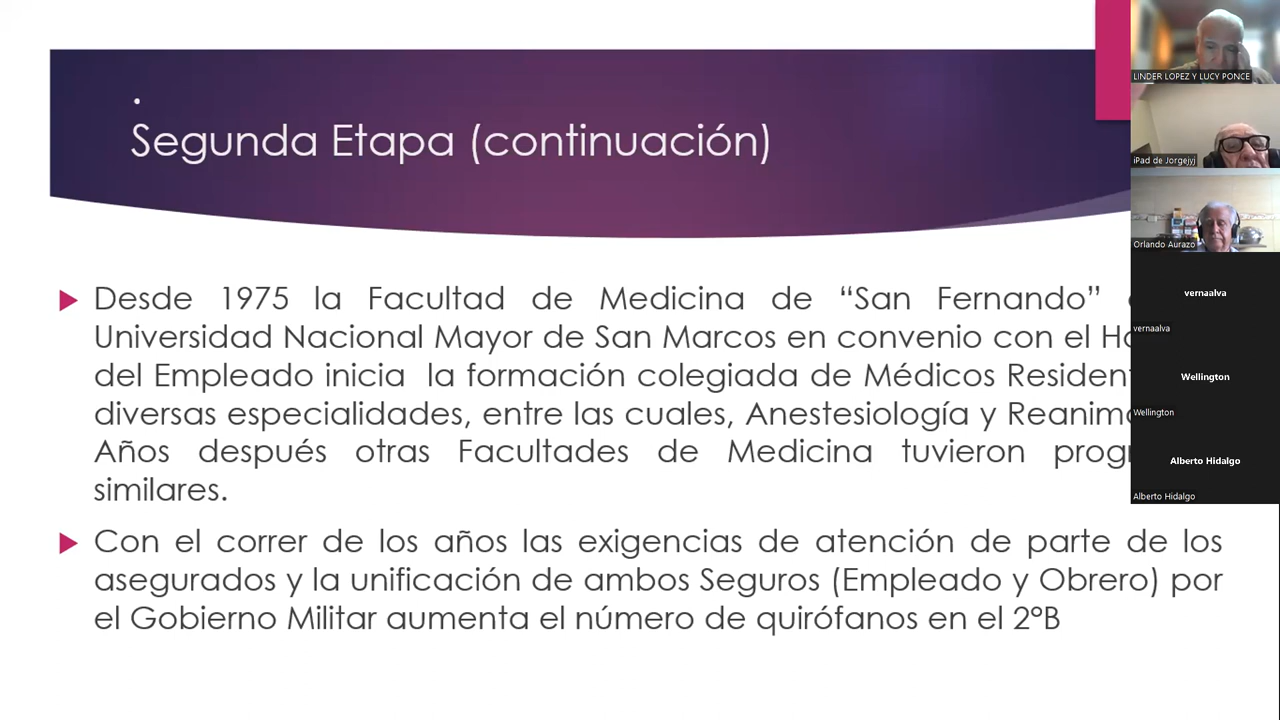 .
Segunda Etapa (continuación)
Desde 1975 la Facultad de Medicina de “San Fernando”
Universidad Nacional Mayor de San Marcos en convenio con el
del Empleado inicia la formación colegiada de Médicos
diversas especialidades, entre las cuales, Anestesiología y
Años después otras Facultades de Medicina tuvieron
similares.
Con el correr de los años las exigencias de atención de parte de los
asegurados y la unificación de ambos Seguros (Empleado y Obrero) por
el Gobierno Militar aumenta el número de quirófanos en el 2°B
LINDER LOPEZ Y LUCY PONCE
iPad de Jorgejyj
Orlando Aurazo
vernaalva
vernaalva
Wellington
Wellington
Alberto Hidalgo
Alberto Hidalgo